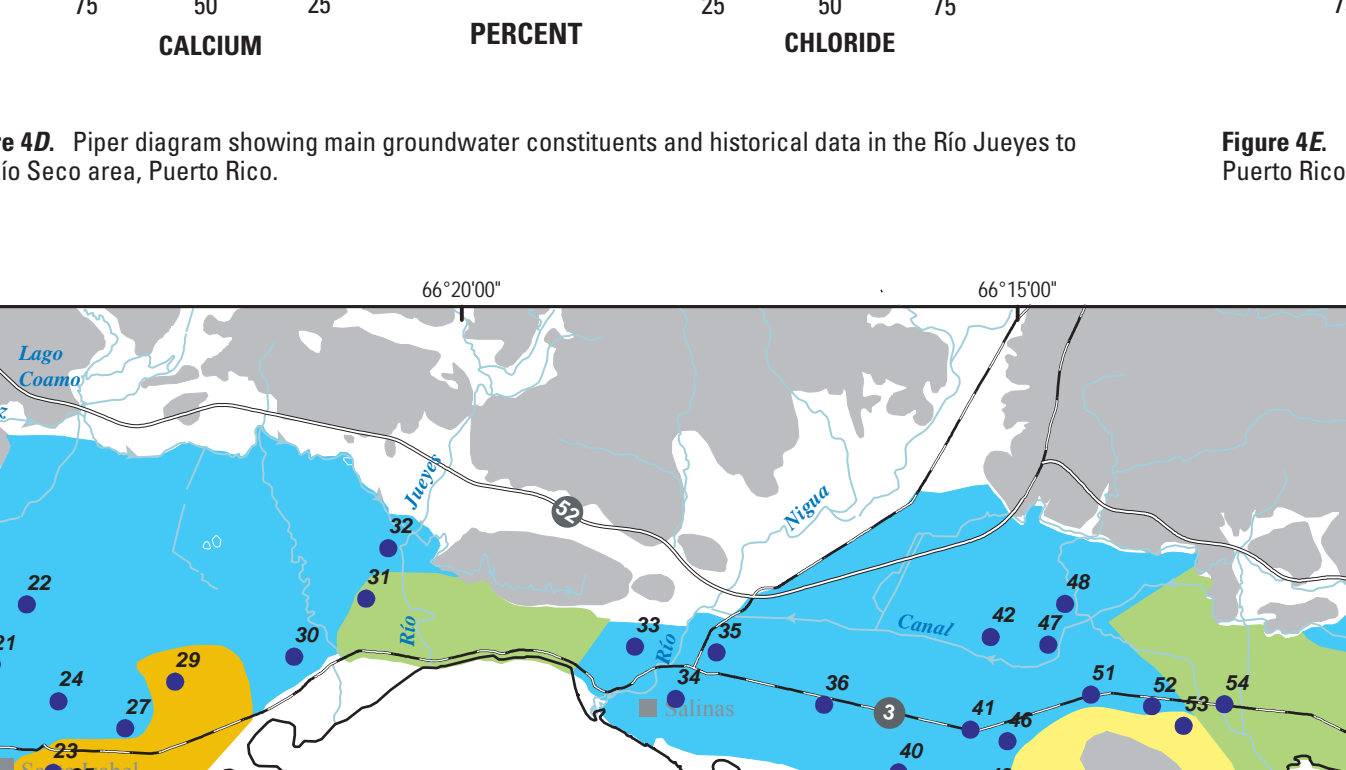 75 50 25 25 50 75
CALCIUM PERCENT CHLORIDE
4D. Piper diagram showing main groundwater constituents and historical data in the Río Jueyes to
Seco area, Puerto Rico.
Figure 4E.
Puerto Rico
66°20'00" 66°15'00"
Lago
Coamo
Jueyes
52
Nigua
32
31
22
48
42
47
Canal
Río
33
Río
35
30
21
29
24
27
34
Salinas
36
3
51
52
53
54
41
46
40
23